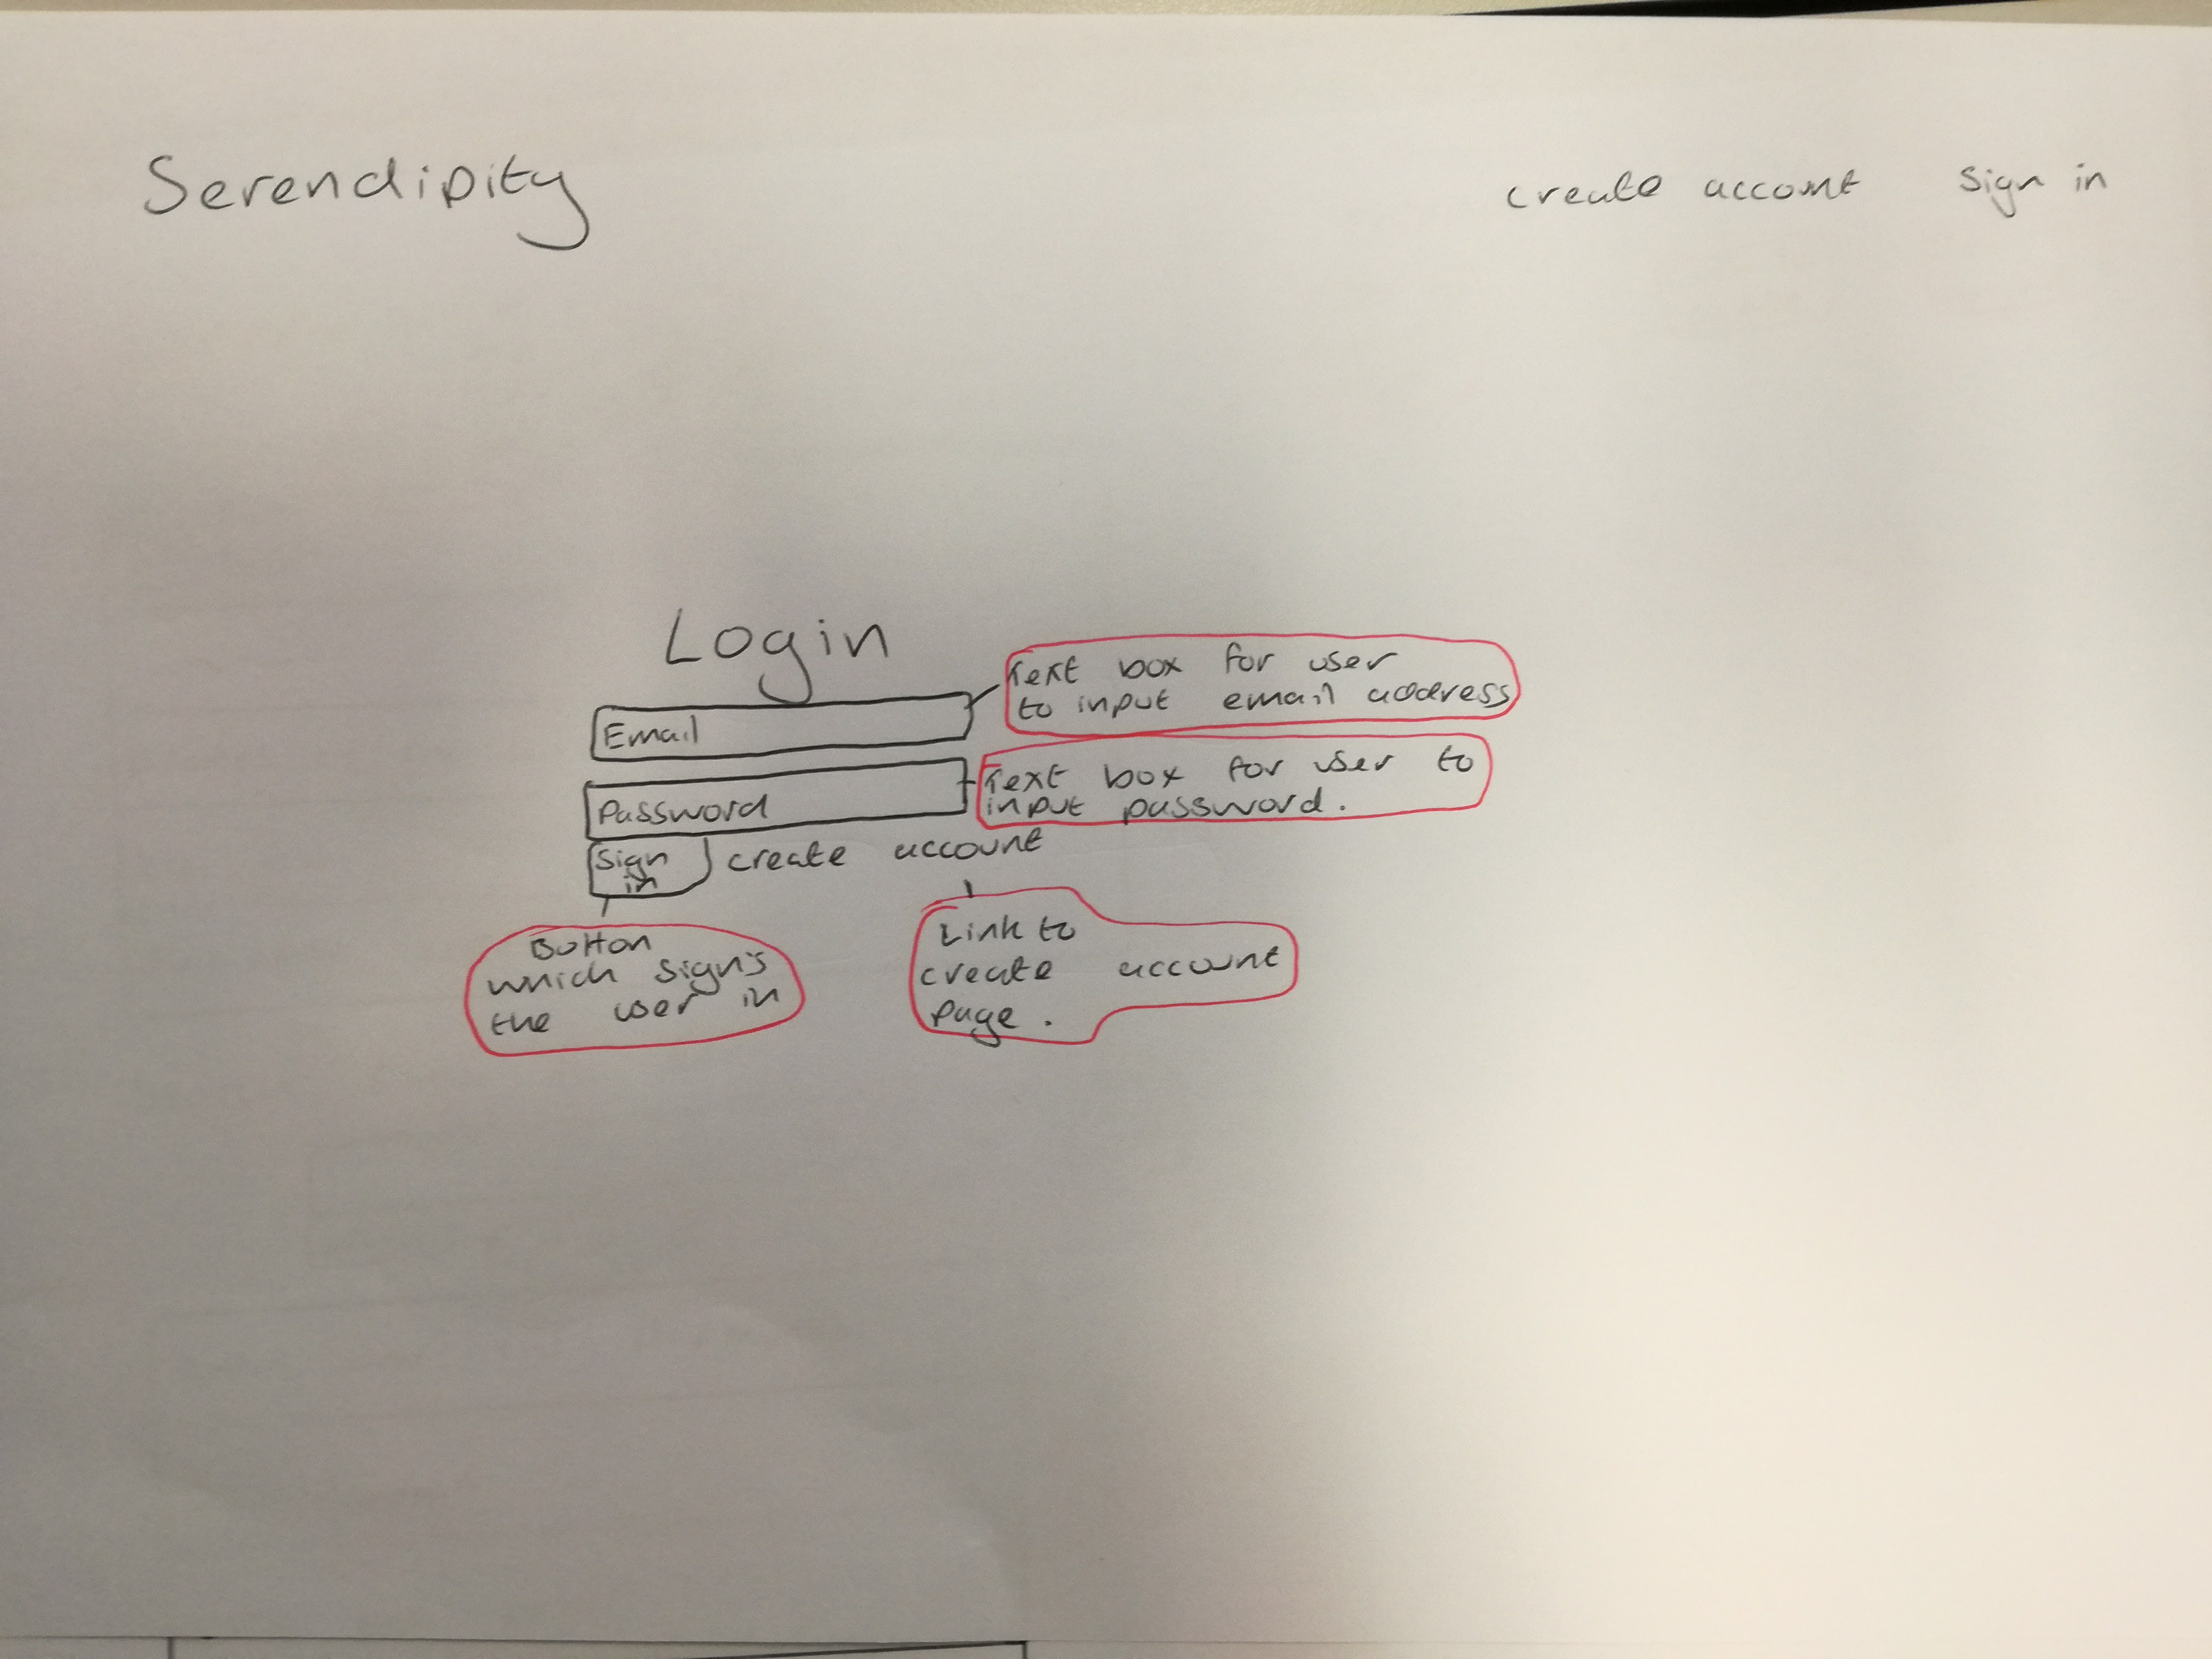 Serendipity
create account
Sign in
Login
Text box for user
to input email address
Email
Text box for user to
input password.
Password
Sign
in
create account
Button
which sign's
the user in
Link to
create account
page.